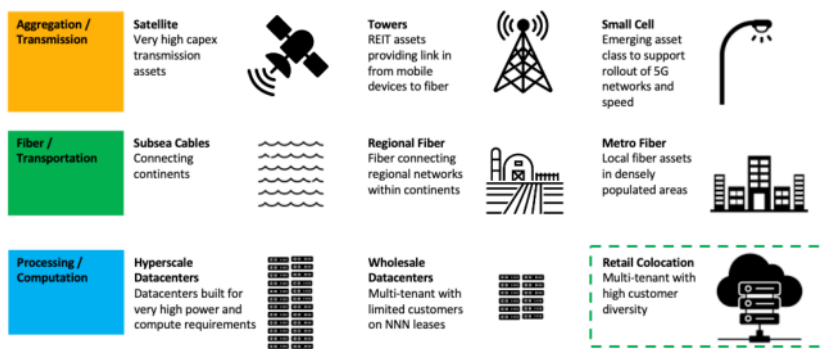 Aggregation /
Transmission
Satellite
Very high capex
transmission
assets
Towers
REIT assets
providing link in
from mobile
devices to fiber
Small Cell
Emerging asset
class to support
rollout of 5G
networks and
speed
Fiber /
Transportation
Subsea Cables
Connecting
continents
Regional Fiber
Fiber connecting
regional networks
within continents
Metro Fiber
Local fiber assets
in densely
populated areas
Processing /
Computation
Hyperscale
Datacenters
Datacenters built for
very high power and
compute requirements
Wholesale
Datacenters
Multi-tenant with
limited customers
on NNN leases
Retail Colocation
Multi-tenant with
high customer
diversity